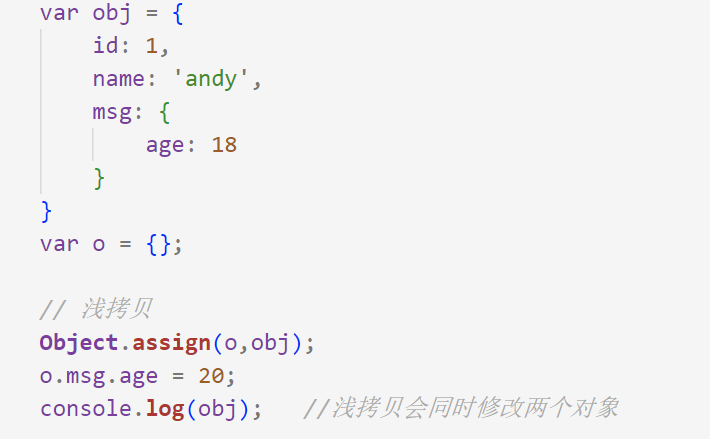 var obj = {
    id: 1,
    name: 'andy',
    msg: {
        age: 18
    }
}
var o = {};
// 浅拷贝
Object.assign(o,obj);
o.msg.age = 20;
console.log(obj);   //浅拷贝会同时修改两个对象